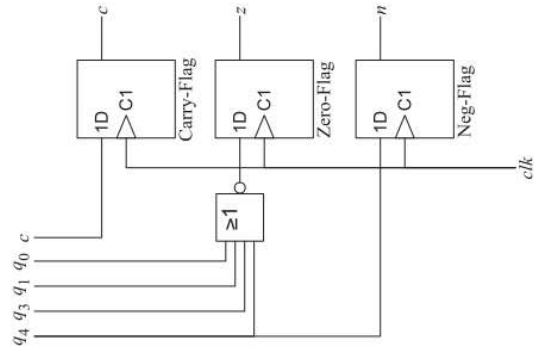 c
z
n
1D
C1
Carry-Flag
1D
C1
Zero-Flag
1D
C1
Neg-Flag
≥1
clk
c
q0
q1
q3
q4